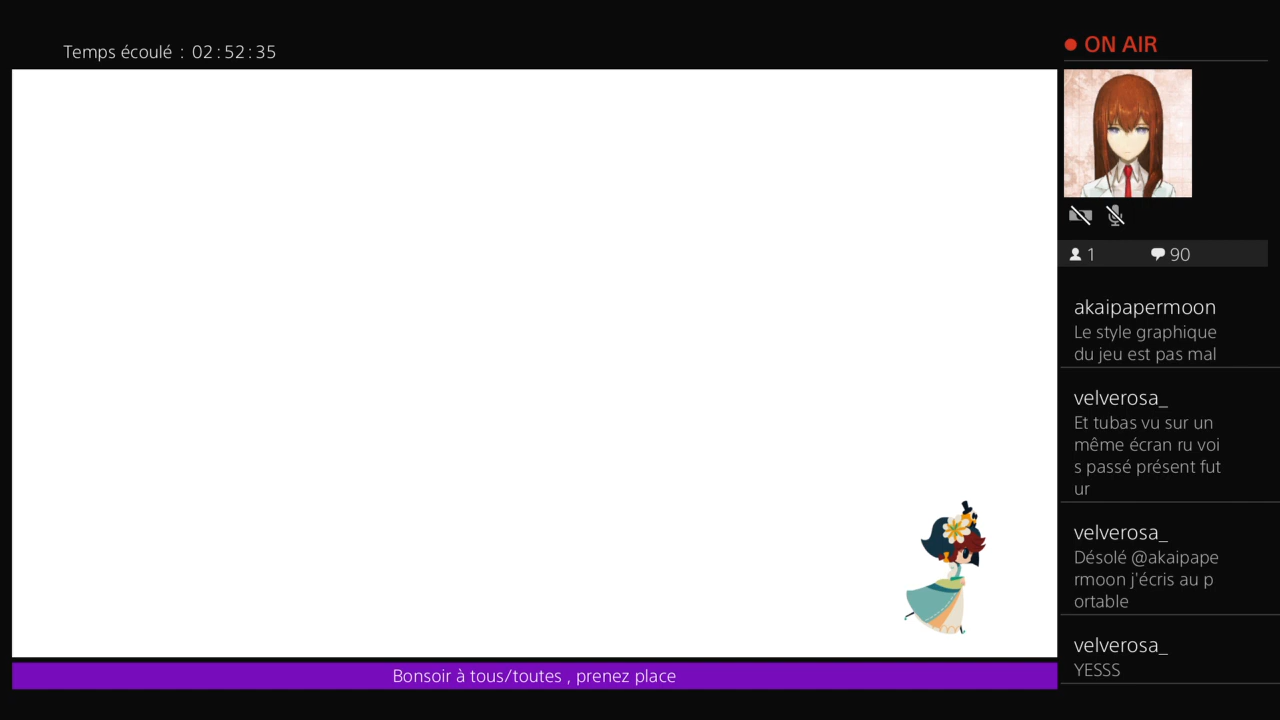 Temps écoulé : 02:52:35
ON AIR
1
90
akaipapermoon
Le style graphique
du jeu est pas mal
velverosa_
Et tubas vu sur un
même écran ru voi
s passé présent fut
ur
velverosa_
Désolé @akaipape
rmoon j'écris au p
ortable
velverosa_
YESSS
Bonsoir à tous/toutes , prenez place